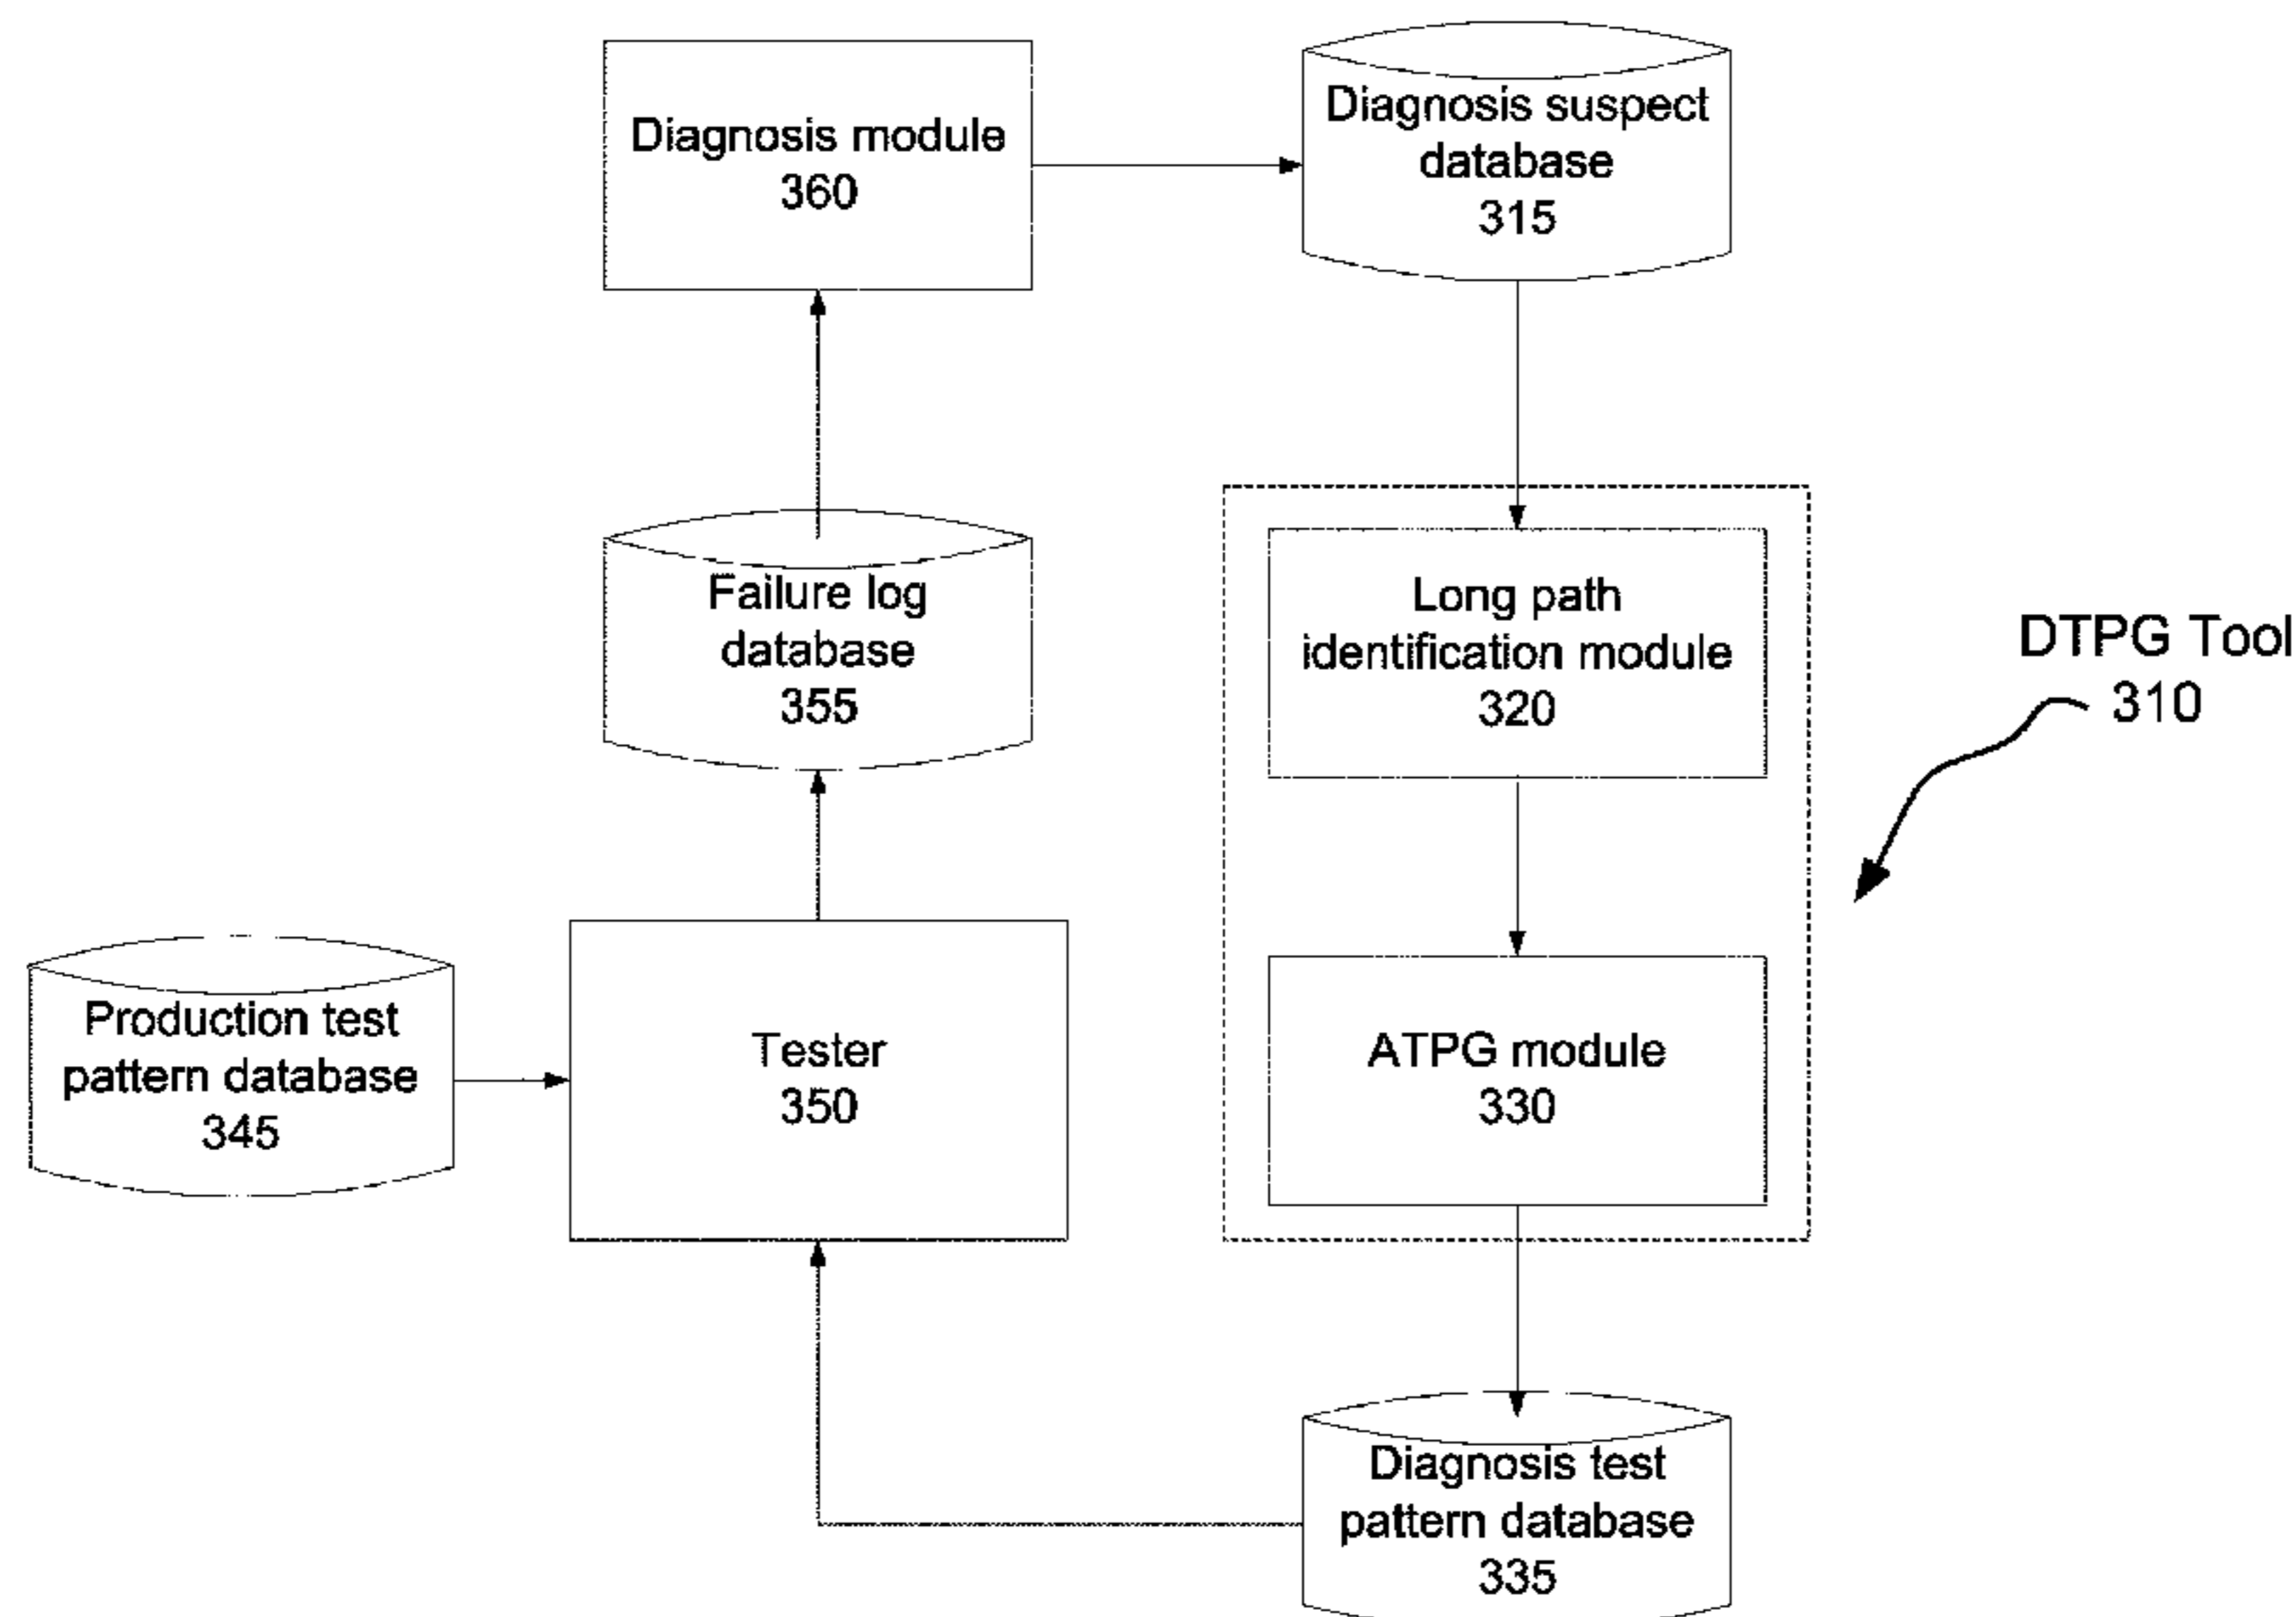 Diagnosis module
360
Diagnosis suspect
database
315
Failure log
database
355
Long path
identification module
320
DTPG Tool
310
Production test
pattern database
345
Tester
350
ATPG module
330
Diagnosis test
pattern database
335